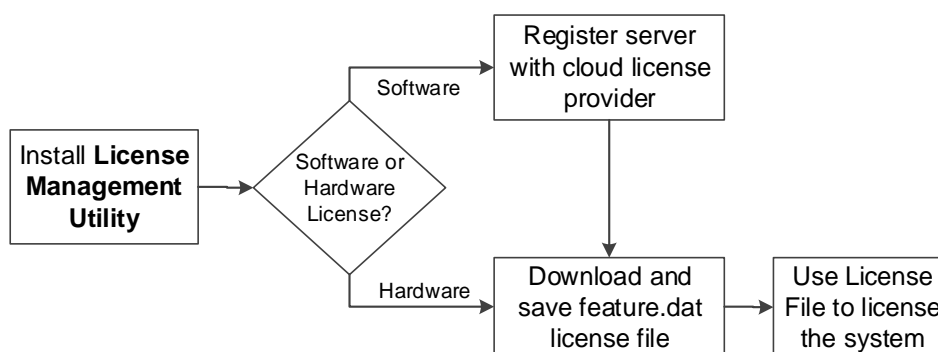 Install License
Management
Utility
Software or
Hardware
License?
Software
Register server
with cloud license
provider
Hardware
Download and
save feature.dat
license file
Use License
File to license
the system